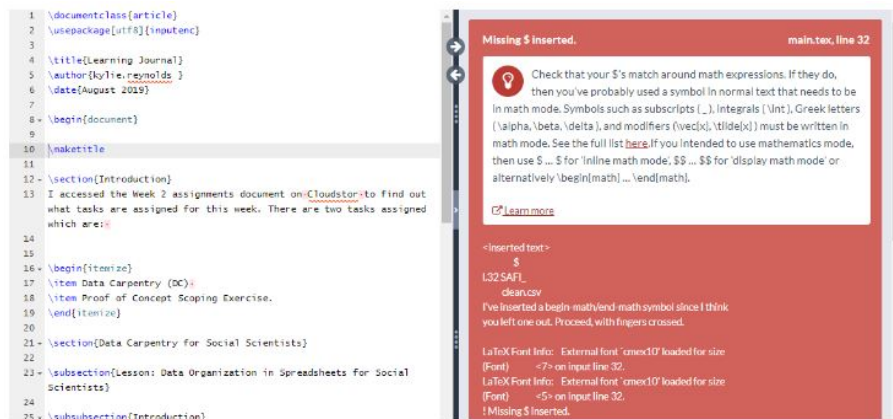 1 \documentclass{article}
2 \usepackage[utf8]{inputenc}
3
4 \title{Learning Journal}
5 \author{kylie.reynolds }
6 \date{August 2019}
7
8 \begin{document}
9
10 \maketitle
11
12 \section{Introduction}
13 I accessed the Week 2 assignments document on Cloudstor to find out
what tasks are assigned for this week. There are two tasks assigned
which are:
14
15
16 \begin{itemize}
17 \item Data Carpentry (DC)
18 \item Proof of Concept Scoping Exercise.
19 \end{itemize}
20
21 \section{Data Carpentry for Social Scientists}
22
23 \subsection{Lesson: Data Organization in Spreadsheets for Social
Scientists}
24
25 \subsubsection{Introduction}
Missing $ inserted. main.tex, line 32
Check that your $'s match around math expressions. If they do,
then you've probably used a symbol in normal text that needs to be
in math mode. Symbols such as subscripts ( _ ), integrals ( \int ), Greek letters
( \alpha, \beta, \delta ), and modifiers (\vec{x}, \tilde{x} ) must be written in
math mode. See the full list here.If you intended to use mathematics mode,
then use $ ... $ for 'inline math mode', $$ ... $$ for 'display math mode' or
alternatively \begin{math} ... \end{math}.
Learn more
<inserted text>
$
l.32 SAFI_
clean.csv
I've inserted a begin-math/end-math symbol since I think
you left one out. Proceed, with fingers crossed.
LaTeX Font Info: External font `cmex10' loaded for size
(Font) <7> on input line 32.
LaTeX Font Info: External font `cmex10' loaded for size
(Font) <5> on input line 32.
! Missing $ inserted.